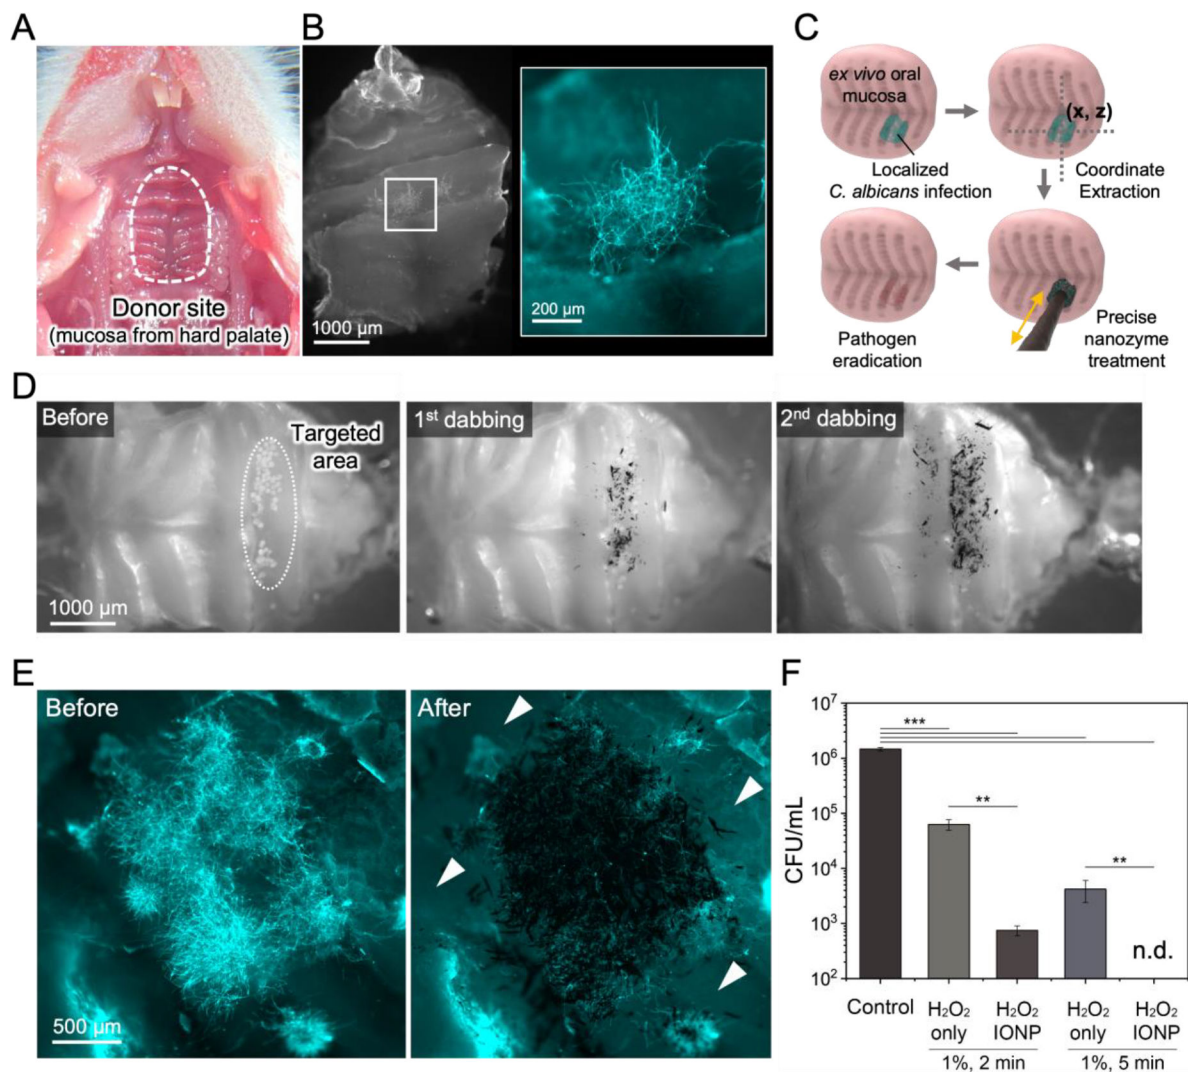 A
Donor site
(mucosa from hard palate)
B
1000 µm
200 µm
C
ex vivo oral
mucosa
Localized
C. albicans infection
(x, z)
Coordinate
Extraction
Pathogen
eradication
Precise
nanozyme
treatment
D
Before
Targeted
area
1000 µm
1st dabbing
2nd dabbing
E
Before
500 µm
After
F
CFU/mL
10⁷
10⁶
10⁵
10⁴
10³
10²
***
**
**
n.d.
Control
H₂O₂
only
H₂O₂
IONP
H₂O₂
only
H₂O₂
IONP
1%, 2 min
1%, 5 min